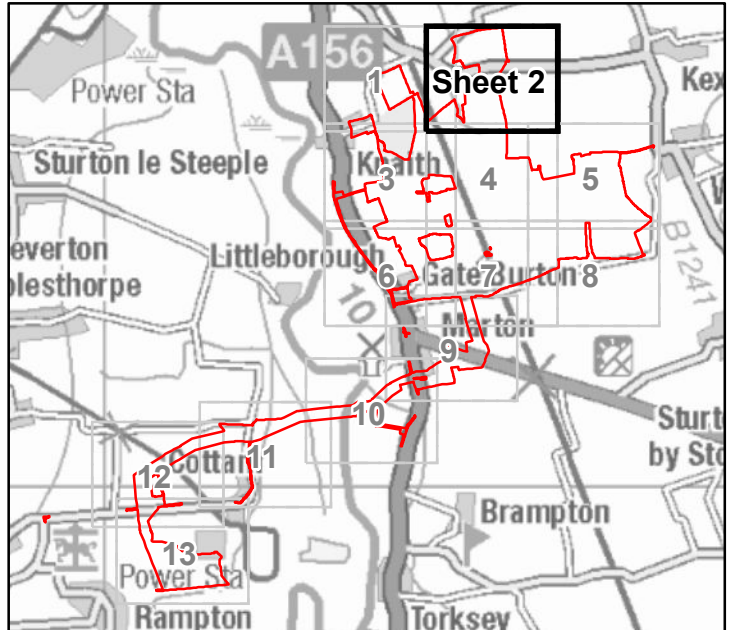 A156
Power Sta
1
Sheet 2
Kex
Sturton le Steeple
Knaith
3
4
5
W
B1241
everton
blesthorpe
Littleborough
6
Gate Burton
7
8
10
Marton
9
Sturt
by Sto
10
Cottam
11
12
Brampton
13
Power Sta
Rampton
Torksey